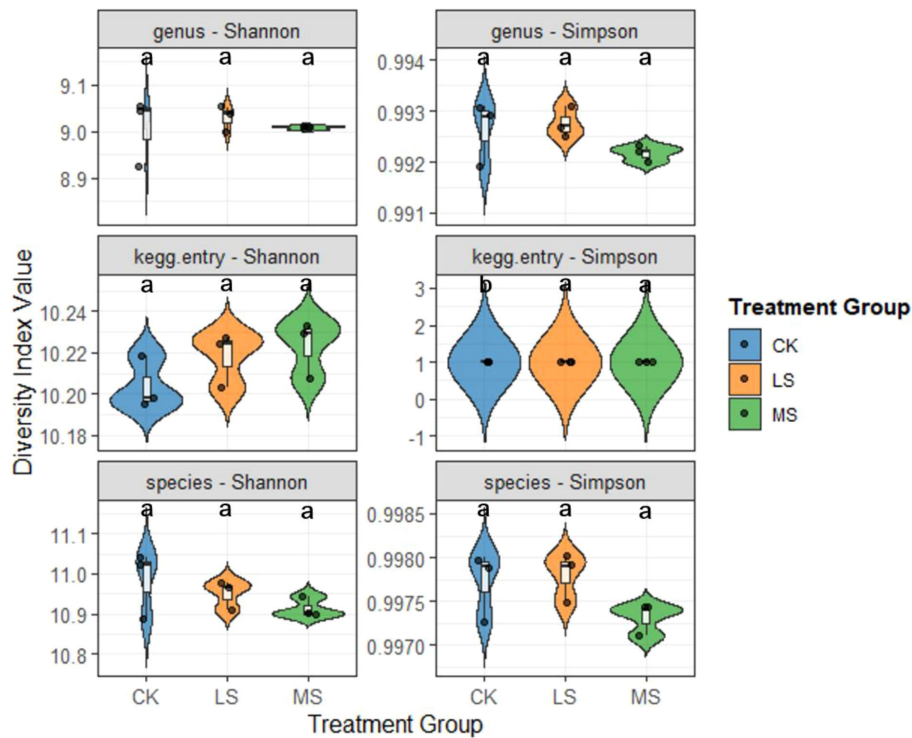 genus - Shannon
genus - Simpson
a a a
a a a
9.1
9.0
8.9
0.994
0.993
0.992
0.991
kegg.entry - Shannon
kegg.entry - Simpson
a a a
b a a
10.24
10.22
10.20
10.18
3
2
1
0
-1
species - Shannon
species - Simpson
a a a
a a a
11.1
11.0
10.9
10.8
0.9985
0.9980
0.9975
0.9970
CK LS MS
CK LS MS
Diversity Index Value
Treatment Group
Treatment Group
CK
LS
MS